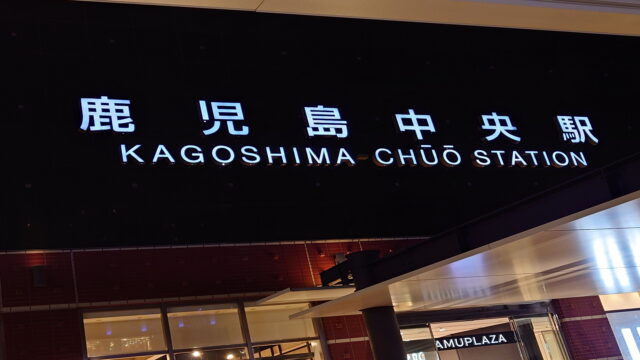 鹿児島中央駅
KAGOSHIMA-CHŪŌ STATION
AMUPLAZA